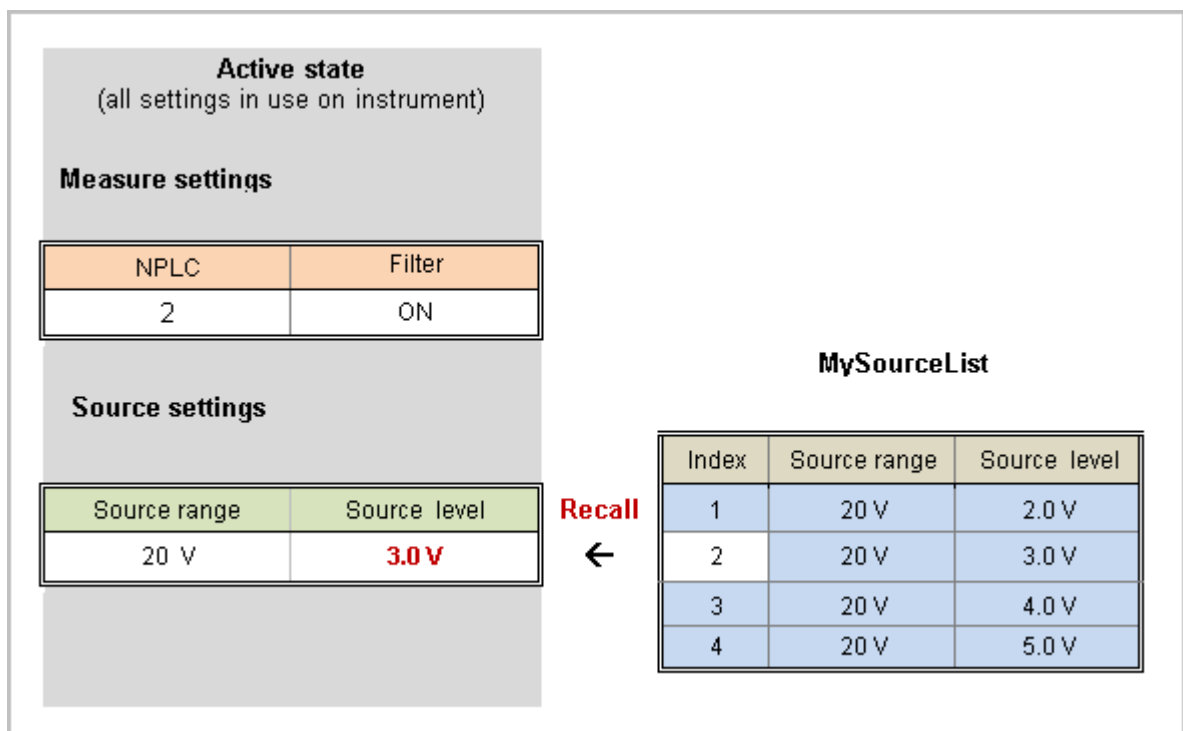 Active state
(all settings in use on instrument)
Measure settings
NPLC Filter
2 ON
Source settings
Source range Source level
20 V 3.0 V
Recall
←
MySourceList
Index Source range Source level
1 20 V 2.0 V
2 20 V 3.0 V
3 20 V 4.0 V
4 20 V 5.0 V